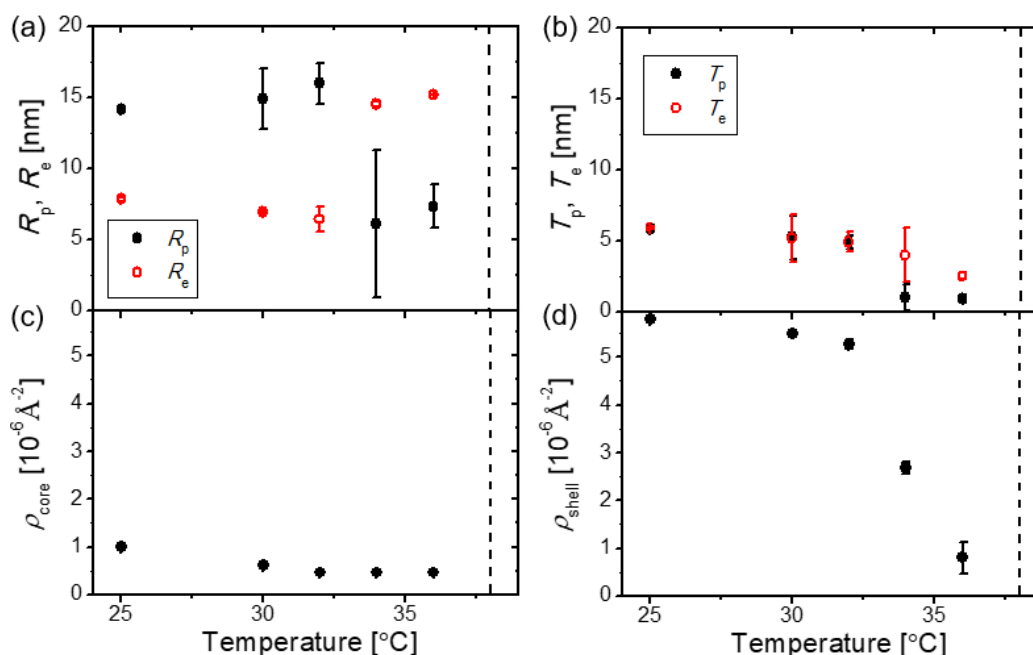 (a)
20
15
10
5
0
R_p, R_e [nm]
R_p
R_e
(b)
20
15
10
5
0
T_p, T_e [nm]
T_p
T_e
(c)
5
4
3
2
1
0
ρ_core [10^-6 Å^-2]
25 30 35
Temperature [°C]
(d)
5
4
3
2
1
0
ρ_shell [10^-6 Å^-2]
25 30 35
Temperature [°C]